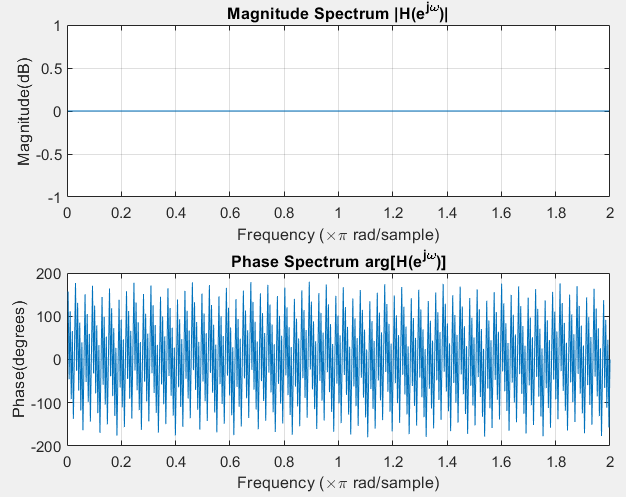 Magnitude Spectrum |H(e^jω)|
1
0.5
0
-0.5
-1
Magnitude(dB)
0 0.2 0.4 0.6 0.8 1 1.2 1.4 1.6 1.8 2
Frequency (×π rad/sample)
Phase Spectrum arg[H(e^jω)]
200
100
0
-100
-200
Phase(degrees)
0 0.2 0.4 0.6 0.8 1 1.2 1.4 1.6 1.8 2
Frequency (×π rad/sample)